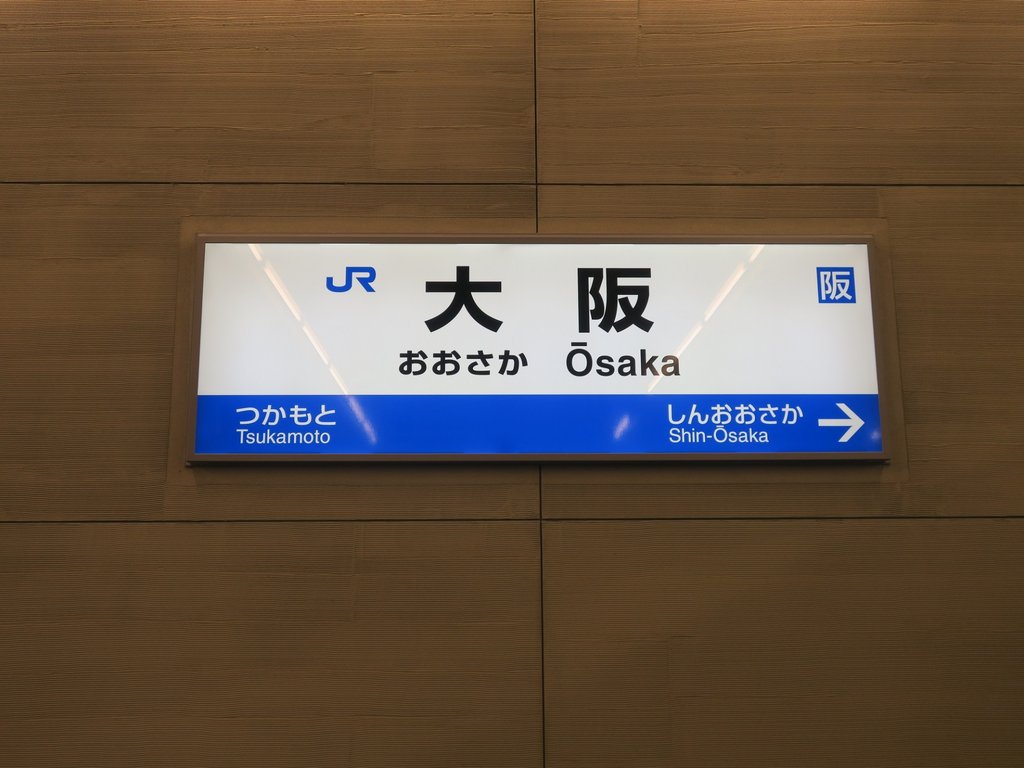 JR 大阪 阪
おおさか Ōsaka
つかもと しんおおさか →
Tsukamoto Shin-Ōsaka